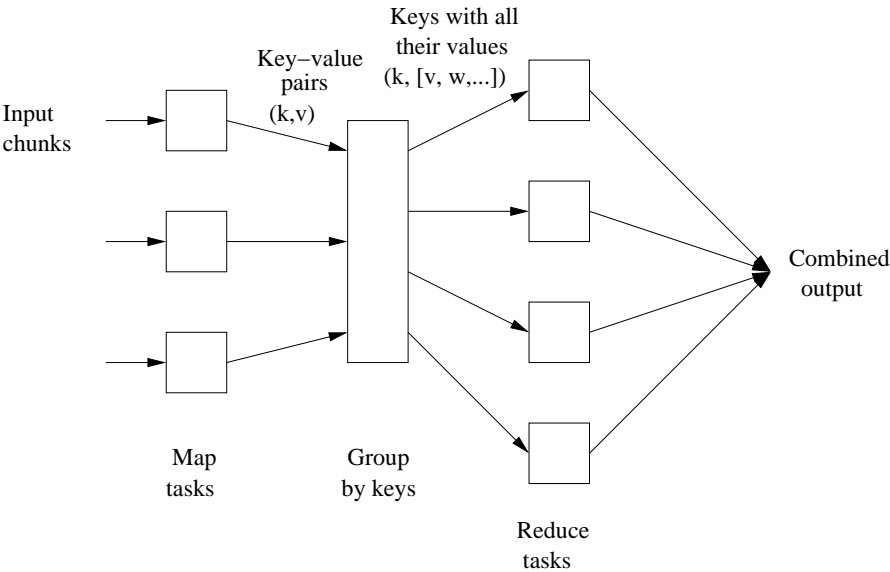 Input
chunks
Key−value
pairs
(k,v)
Keys with all
their values
(k, [v, w,...])
Combined
output
Map
tasks
Group
by keys
Reduce
tasks